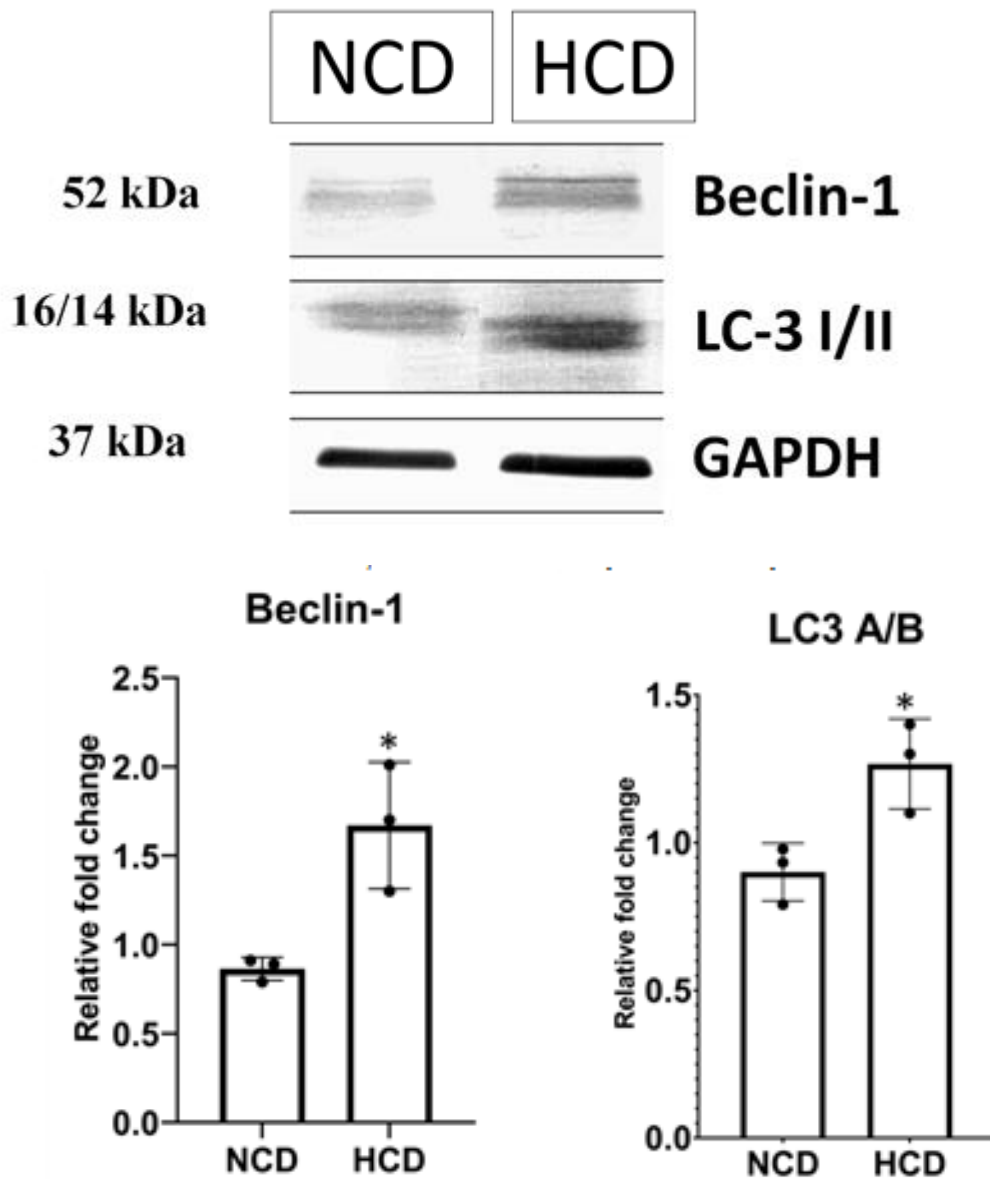 NCD HCD
52 kDa Beclin-1
16/14 kDa LC-3 I/II
37 kDa GAPDH
Beclin-1
2.5
2.0
1.5
1.0
0.5
0.0
Relative fold change
*
NCD HCD
LC3 A/B
1.5
1.0
0.5
0.0
Relative fold change
*
NCD HCD